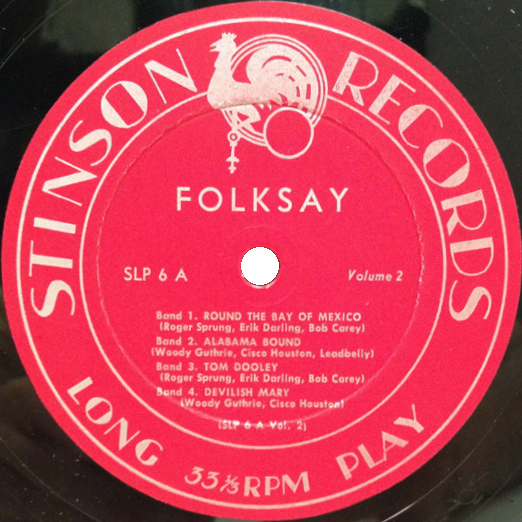 STINSON RECORDS
FOLKSAY
SLP 6 A
Volume 2
Band 1. ROUND THE BAY OF MEXICO
(Roger Sprung, Erik Darling, Bob Carey)
Band 2. ALABAMA BOUND
(Woody Guthrie, Cisco Houston, Leadbelly)
Band 3. TOM DOOLEY
(Roger Sprung, Erik Darling, Bob Carey)
Band 4. DEVILISH MARY
(Woody Guthrie, Cisco Houston)
(SLP 6 A Vol. 2)
LONG 33⅓ RPM PLAY